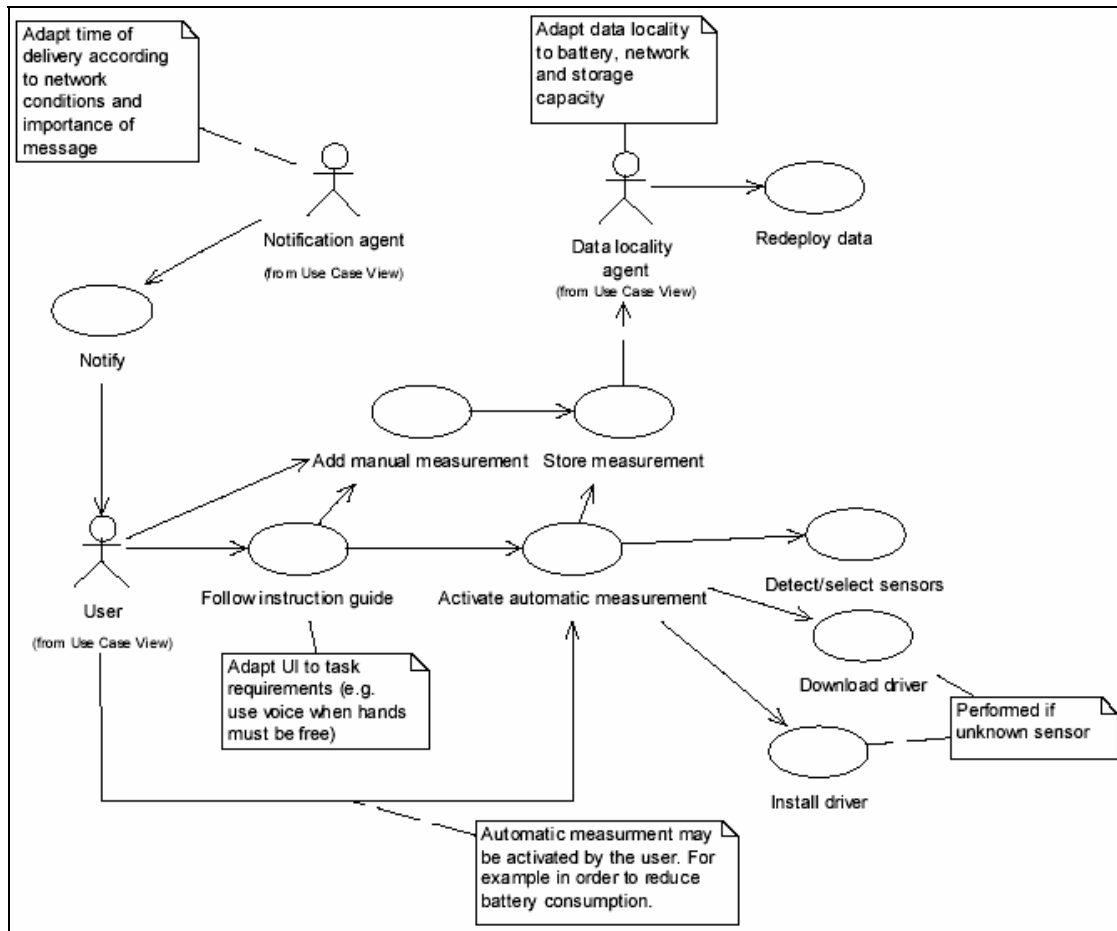 Adapt time of
delivery according
to network
conditions and
importance of
message
Adapt data locality
to battery, network
and storage
capacity
Notification agent
(from Use Case View)
Data locality
agent
(from Use Case View)
Redeploy data
Notify
Add manual measurement
Store measurement
User
(from Use Case View)
Follow instruction guide
Activate automatic measurement
Detect/select sensors
Adapt UI to task
requirements (e.g.
use voice when hands
must be free)
Download driver
Performed if
unknown sensor
Install driver
Automatic measurment may
be activated by the user. For
example in order to reduce
battery consumption.